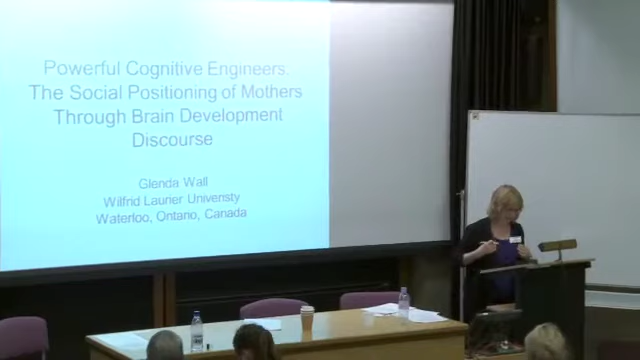 Powerful Cognitive Engineers:
The Social Positioning of Mothers
Through Brain Development
Discourse
Glenda Wall
Wilfrid Laurier Univeristy
Waterloo, Ontario, Canada